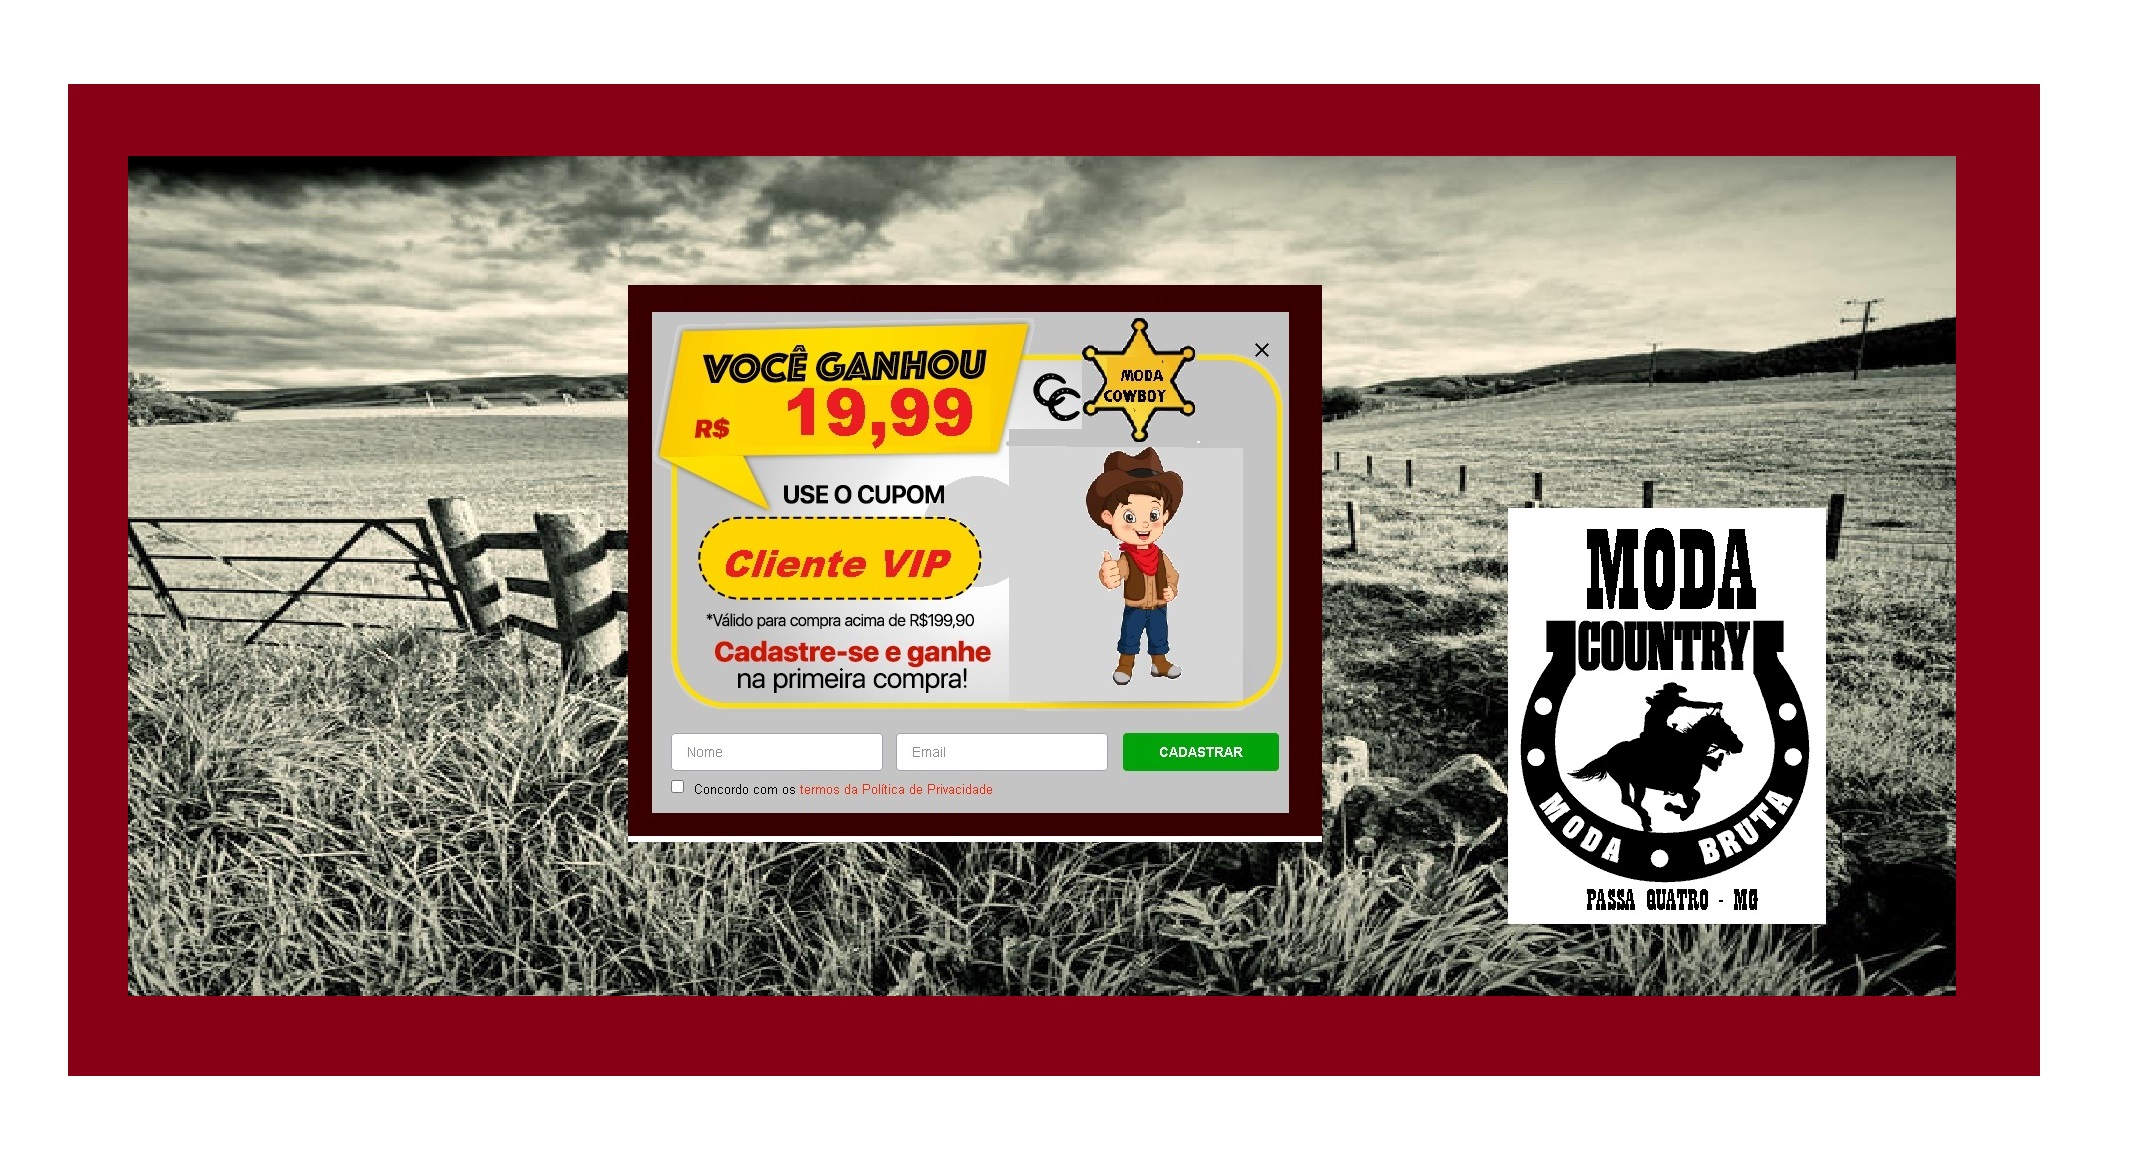 VOCÊ GANHOU
R$ 19,99
MODA
COWBOY
USE O CUPOM
Cliente VIP
*Válido para compra acima de R$199,90
Cadastre-se e ganhe
na primeira compra!
Nome
Email
CADASTRAR
Concordo com os termos da Política de Privacidade
MODA
COUNTRY
MODA BRUTA
PASSA QUATRO - MG